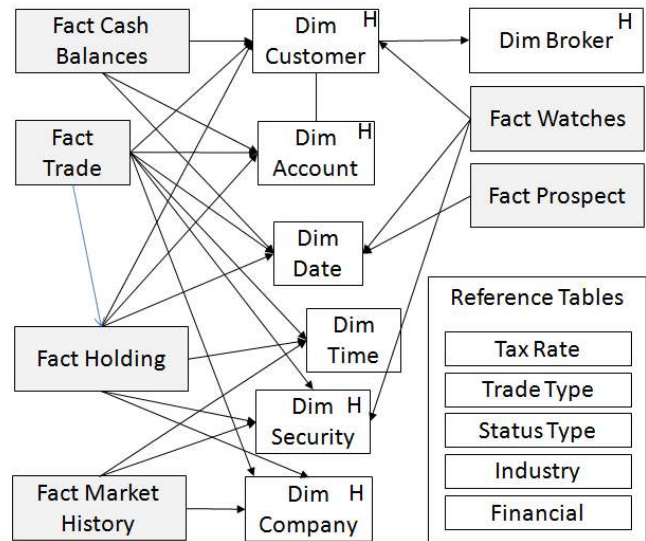 Fact Cash
Balances
Dim H
Customer
Dim Broker H
Fact
Trade
Dim H
Account
Fact Watches
Fact Prospect
Dim
Date
Fact Holding
Dim
Time
Dim H
Security
Fact Market
History
Dim H
Company
Reference Tables
Tax Rate
Trade Type
Status Type
Industry
Financial